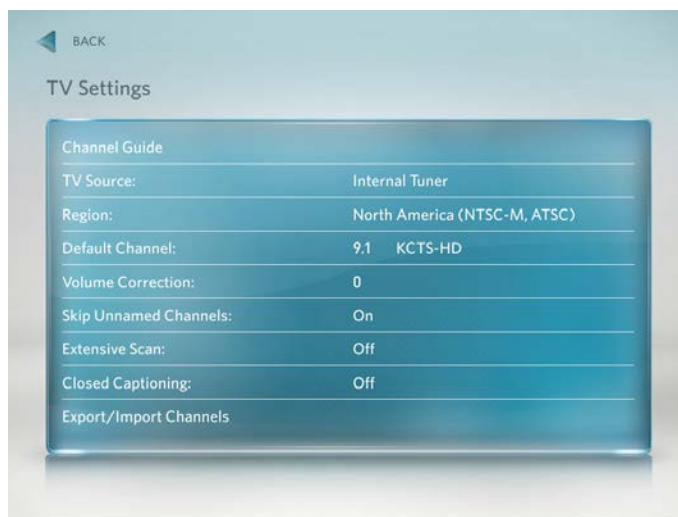 BACK
TV Settings
Channel Guide
TV Source: Internal Tuner
Region: North America (NTSC-M, ATSC)
Default Channel: 9.1 KCTS-HD
Volume Correction: 0
Skip Unnamed Channels: On
Extensive Scan: Off
Closed Captioning: Off
Export/Import Channels